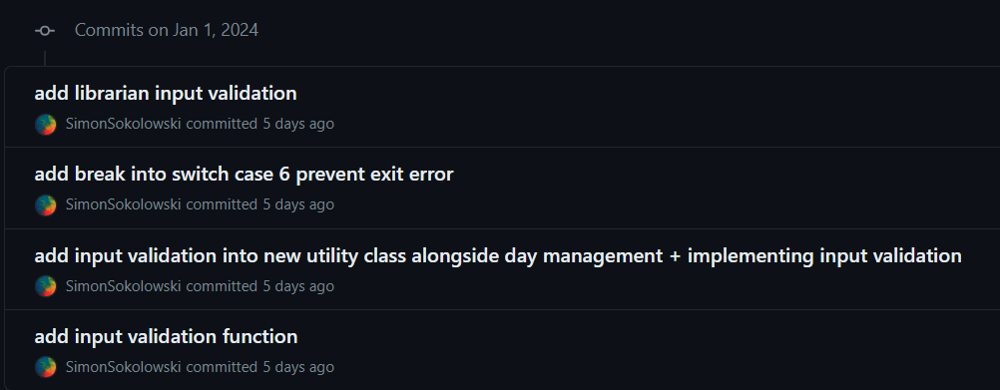 Commits on Jan 1, 2024
add librarian input validation
SimonSokolowski committed 5 days ago
add break into switch case 6 prevent exit error
SimonSokolowski committed 5 days ago
add input validation into new utility class alongside day management + implementing input validation
SimonSokolowski committed 5 days ago
add input validation function
SimonSokolowski committed 5 days ago